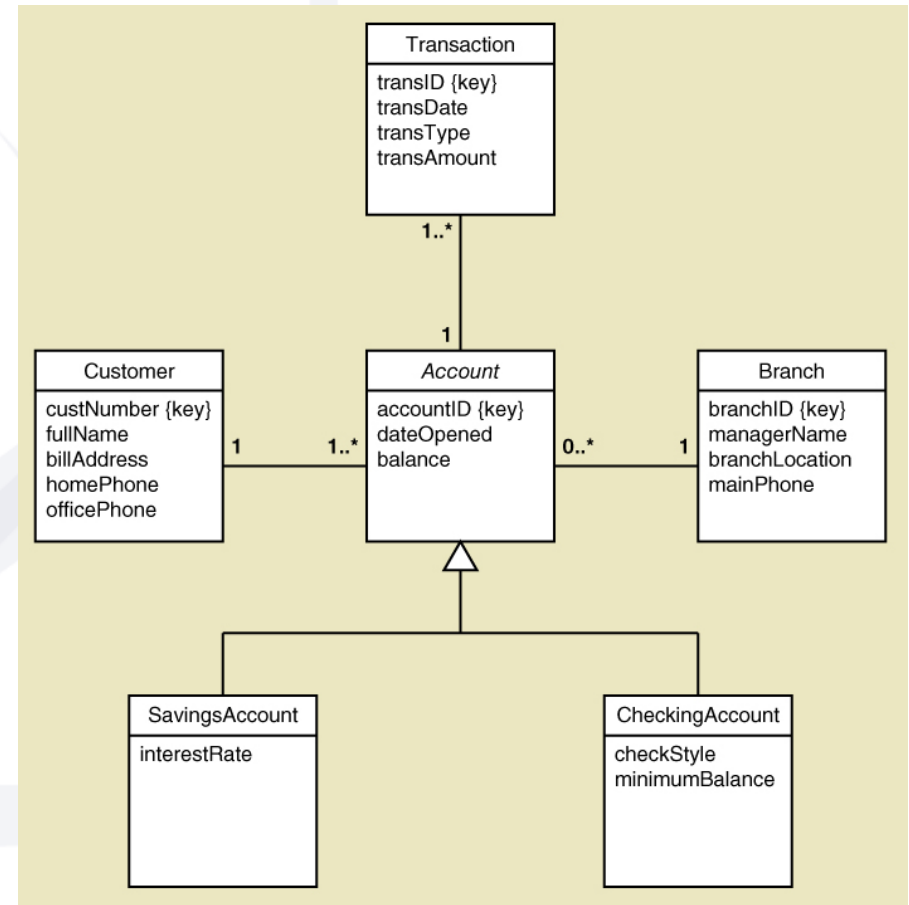 Transaction
transID {key}
transDate
transType
transAmount
1..*
1
Customer
custNumber {key}
fullName
billAddress
homePhone
officePhone
1
1..*
Account
accountID {key}
dateOpened
balance
0..*
1
Branch
branchID {key}
managerName
branchLocation
mainPhone
SavingsAccount
interestRate
CheckingAccount
checkStyle
minimumBalance